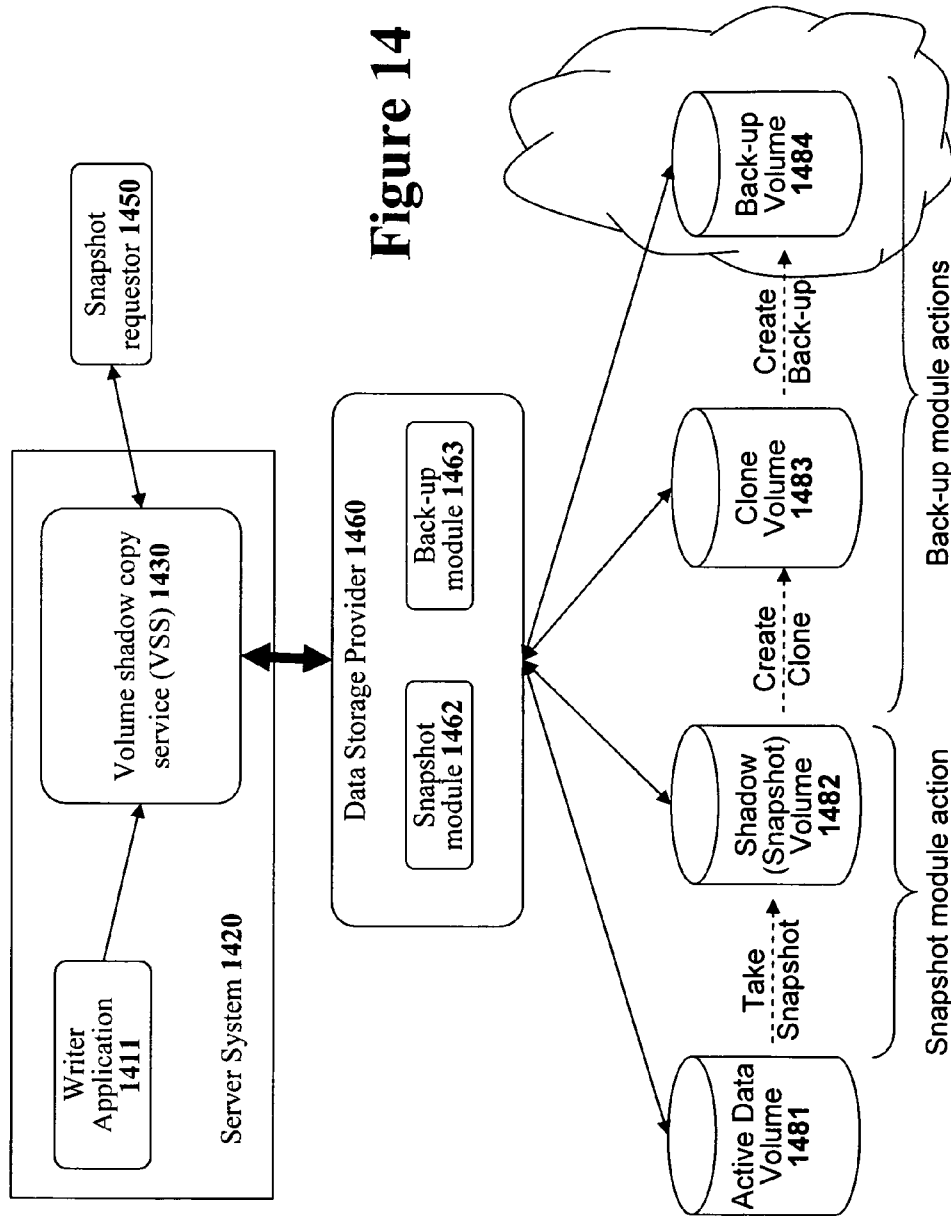 Figure 14
Writer
Application
1411
Server System 1420
Volume shadow copy
service (VSS) 1430
Snapshot
requestor 1450
Data Storage Provider 1460
Snapshot
module 1462
Back-up
module 1463
Active Data
Volume
1481
Take
Snapshot
Shadow
(Snapshot)
Volume
1482
Create
Clone
Clone
Volume
1483
Create
Back-up
Back-up
Volume
1484
Snapshot module action
Back-up module actions